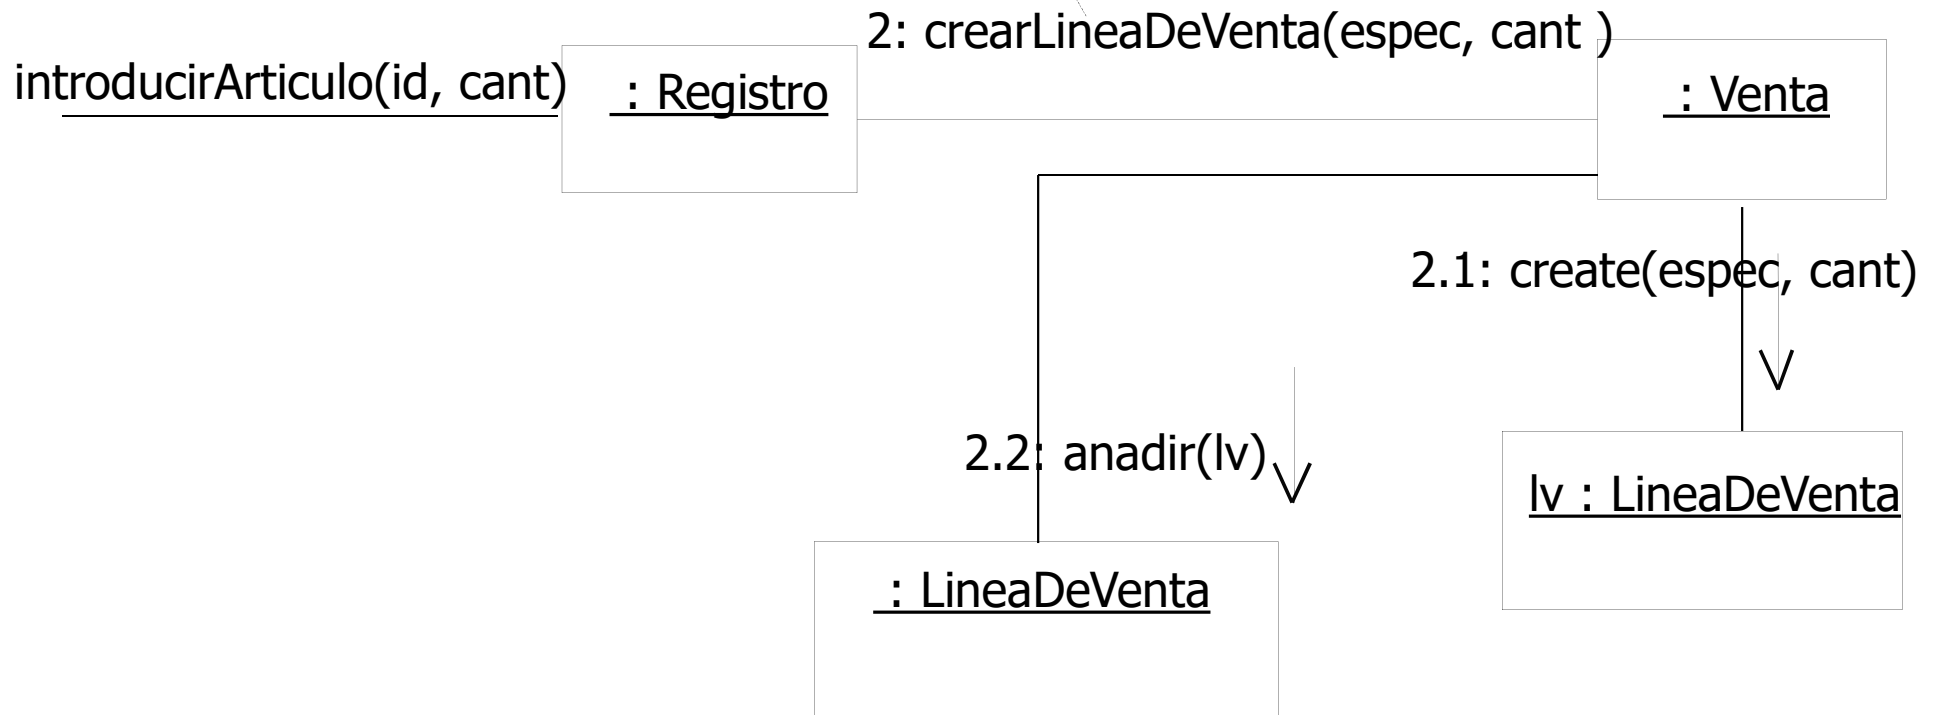 2: crearLineaDeVenta(espec, cant )
introducirArticulo(id, cant)
: Registro
: Venta
2.1: create(espec, cant)
2.2: anadir(lv)
lv : LineaDeVenta
: LineaDeVenta